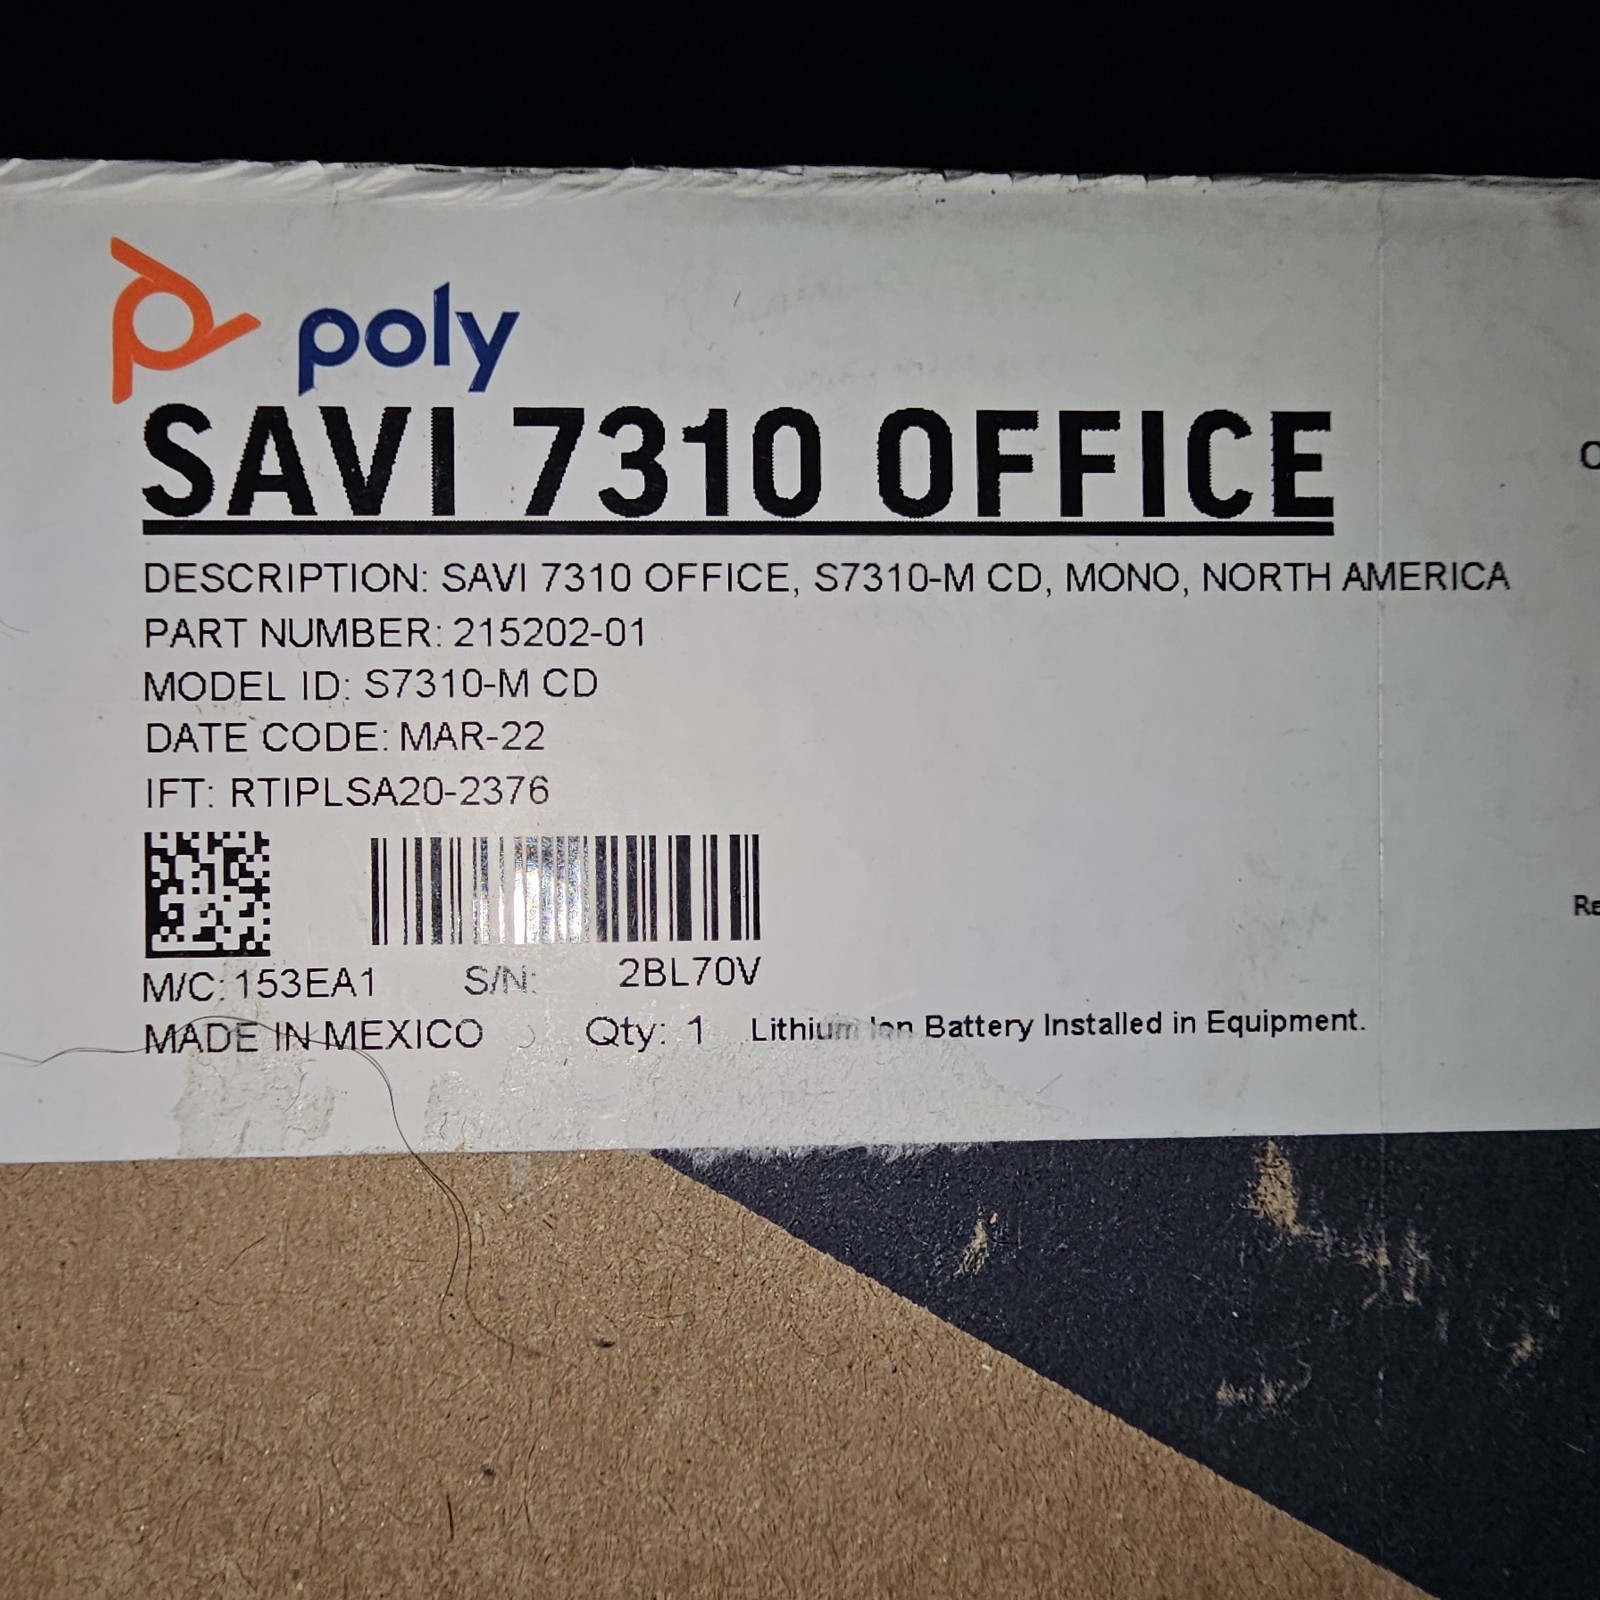 poly
SAVI 7310 OFFICE
DESCRIPTION: SAVI 7310 OFFICE, S7310-M CD, MONO, NORTH AMERICA
PART NUMBER: 215202-01
MODEL ID: S7310-M CD
DATE CODE: MAR-22
IFT: RTIPLSA20-2376
M/C: 153EA1 S/N: 2BL70V
MADE IN MEXICO Qty: 1 Lithium Ion Battery Installed in Equipment.